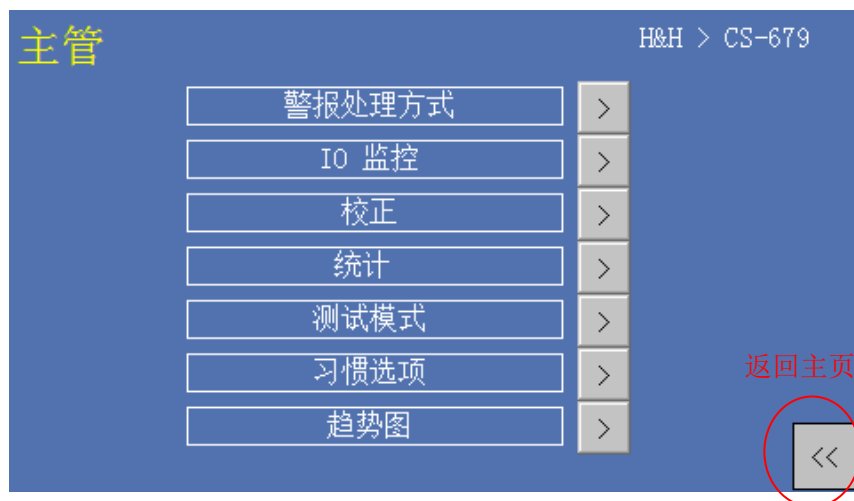 主管
H&H > CS-679
警报处理方式 >
IO 监控 >
校正 >
统计 >
测试模式 >
习惯选项 >
趋势图 >
返回主页
<<